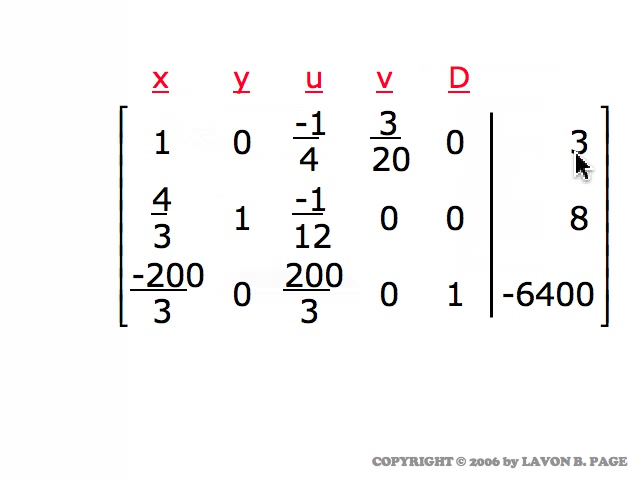 x y u v D
1 0 -1/4 3/20 0 3
4/3 1 -1/12 0 0 8
-200/3 0 200/3 0 1 -6400
COPYRIGHT © 2006 by LAVON B. PAGE